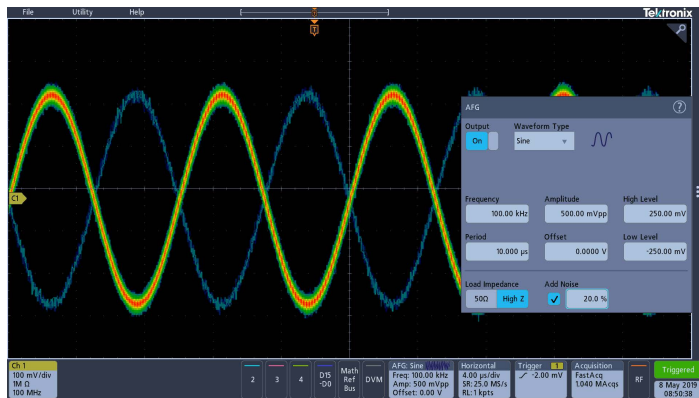 File Utility Help Tektronix
T
C1
AFG ?
Output Waveform Type
On Sine
Frequency Amplitude High Level
100.00 kHz 500.00 mVpp 250.00 mV
Period Offset Low Level
10.000 µs 0.0000 V -250.00 mV
Load Impedance Add Noise
50Ω High Z 20.0 %
Ch 1
100 mV/div
1M Ω
100 MHz
2 3 4 D15 -D0 Math Ref Bus DVM
AFG: Sine
Freq: 100.00 kHz
Amp: 500 mVpp
Offset: 0.00 V
Horizontal
4.00 µs/div
SR: 25.0 MS/s
RL: 1 kpts
Trigger 1
-2.00 mV
Acquisition
FastAcq
1.040 MAcqs
RF
Triggered
8 May 2019
08:50:38